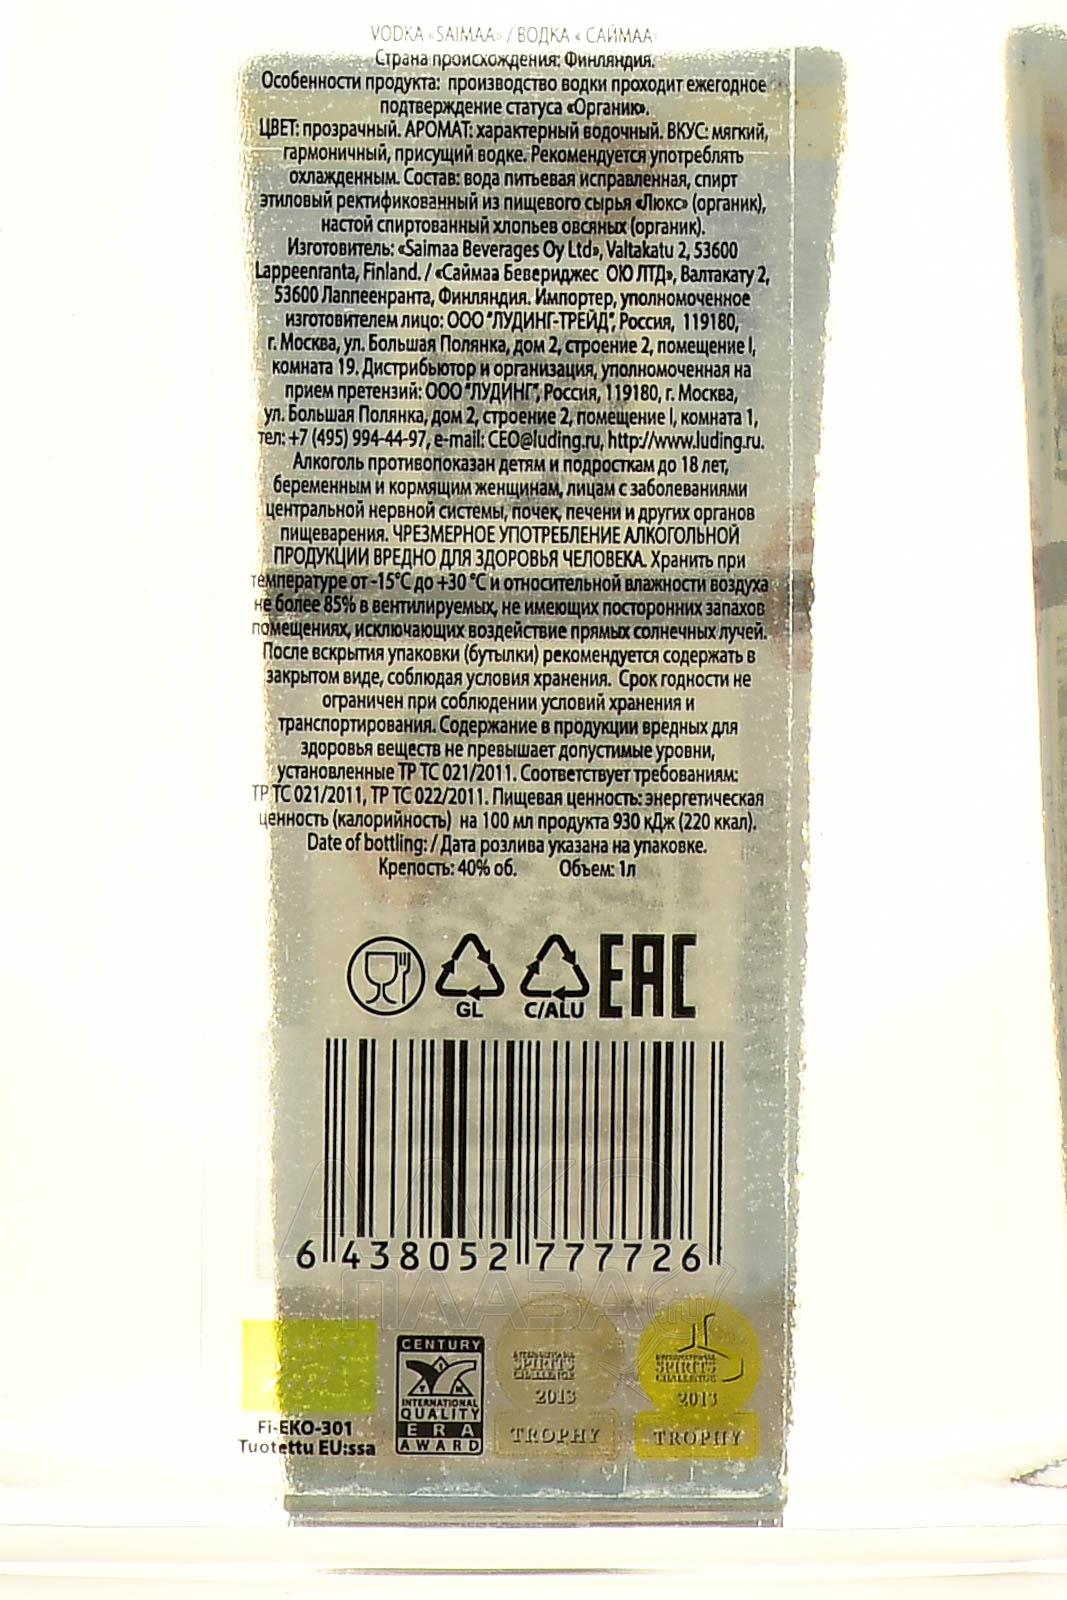 VODKA «SAIMAA» / ВОДКА « САЙМАА»
Страна происхождения: Финляндия.
Особенности продукта: производство водки проходит ежегодное
подтверждение статуса «Органик».
ЦВЕТ: прозрачный. АРОМАТ: характерный водочный. ВКУС: мягкий,
гармоничный, присущий водке. Рекомендуется употреблять
охлажденным. Состав: вода питьевая исправленная, спирт
этиловый ректификованный из пищевого сырья «Люкс» (органик),
настой спиртованный хлопьев овсяных (органик).
Изготовитель: «Saimaa Beverages Oy Ltd», Valtakatu 2, 53600
Lappeenranta, Finland. / «Саймаа Бевериджес ОЮ ЛТД», Валтакату 2,
53600 Лаппеенранта, Финляндия. Импортер, уполномоченное
изготовителем лицо: ООО "ЛУДИНГ-ТРЕЙД", Россия, 119180,
г. Москва, ул. Большая Полянка, дом 2, строение 2, помещение I,
комната 19. Дистрибьютор и организация, уполномоченная на
прием претензий: ООО "ЛУДИНГ", Россия, 119180, г. Москва,
ул. Большая Полянка, дом 2, строение 2, помещение I, комната 1,
тел: +7 (495) 994-44-97, e-mail: CEO@luding.ru, http://www.luding.ru.
Алкоголь противопоказан детям и подросткам до 18 лет,
беременным и кормящим женщинам, лицам с заболеваниями
центральной нервной системы, почек, печени и других органов
пищеварения. ЧРЕЗМЕРНОЕ УПОТРЕБЛЕНИЕ АЛКОГОЛЬНОЙ
ПРОДУКЦИИ ВРЕДНО ДЛЯ ЗДОРОВЬЯ ЧЕЛОВЕКА. Хранить при
температуре от -15°С до +30 °С и относительной влажности воздуха
не более 85% в вентилируемых, не имеющих посторонних запахов
помещениях, исключающих воздействие прямых солнечных лучей.
После вскрытия упаковки (бутылки) рекомендуется содержать в
закрытом виде, соблюдая условия хранения. Срок годности не
ограничен при соблюдении условий хранения и
транспортирования. Содержание в продукции вредных для
здоровья веществ не превышает допустимые уровни,
установленные ТР ТС 021/2011. Соответствует требованиям:
ТР ТС 021/2011, ТР ТС 022/2011. Пищевая ценность: энергетическая
ценность (калорийность) на 100 мл продукта 930 кДж (220 ккал).
Date of bottling: / Дата розлива указана на упаковке.
Крепость: 40% об. Объем: 1л
GL C/ALU EAC
6 438052 777726
АЛКО
ПЛАЗА.ru
Fi-EKO-301
Tuotettu EU:ssa
CENTURY
INTERNATIONAL
QUALITY
ERA
AWARD
INTERNATIONAL
SPIRITS
CHALLENGE
2013
TROPHY
INTERNATIONAL
SPIRITS
CHALLENGE
2013
TROPHY